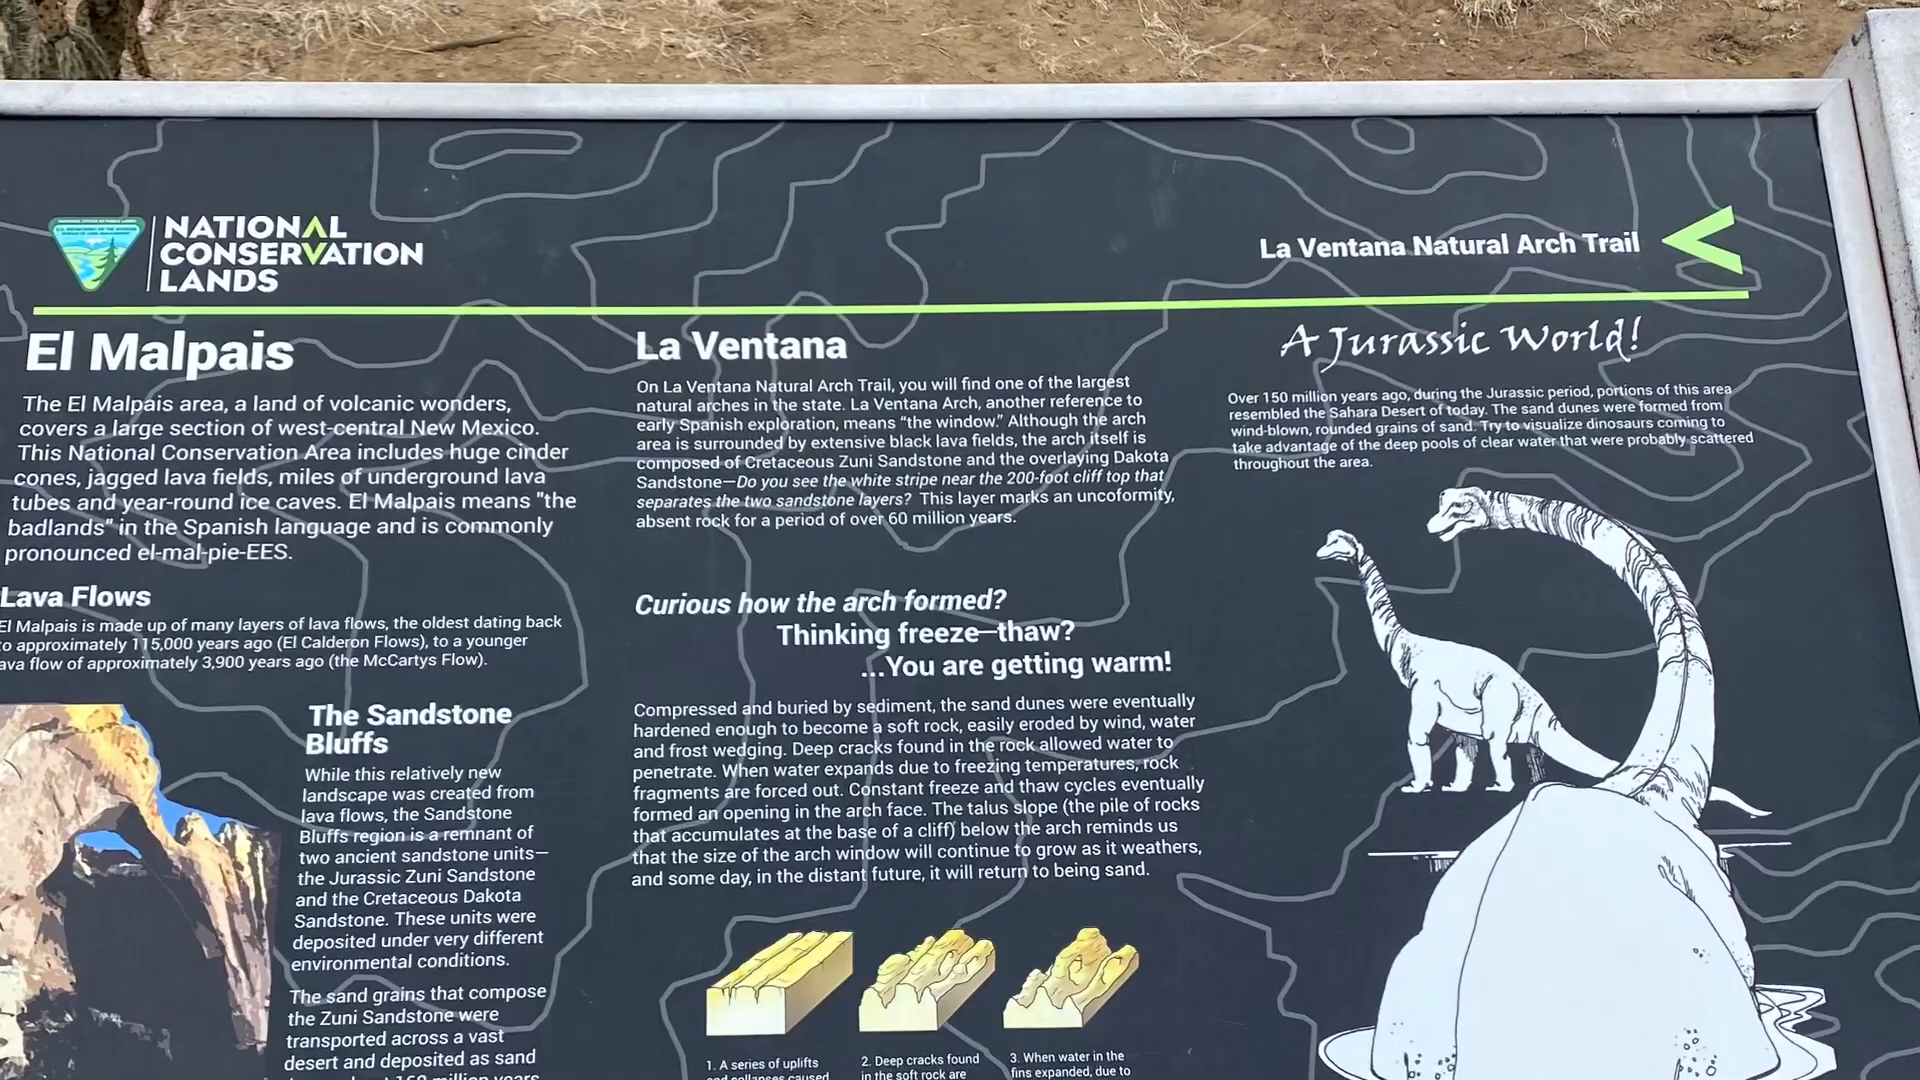 NATIONAL
CONSERVATION
LANDS
La Ventana Natural Arch Trail
El Malpais
The El Malpais area, a land of volcanic wonders,
covers a large section of west-central New Mexico.
This National Conservation Area includes huge cinder
cones, jagged lava fields, miles of underground lava
tubes and year-round ice caves. El Malpais means "the
badlands" in the Spanish language and is commonly
pronounced el-mal-pie-EES.
Lava Flows
El Malpais is made up of many layers of lava flows, the oldest dating back
to approximately 115,000 years ago (El Calderon Flows), to a younger
lava flow of approximately 3,900 years ago (the McCartys Flow).
The Sandstone
Bluffs
While this relatively new
landscape was created from
lava flows, the Sandstone
Bluffs region is a remnant of
two ancient sandstone units—
the Jurassic Zuni Sandstone
and the Cretaceous Dakota
Sandstone. These units were
deposited under very different
environmental conditions.
The sand grains that compose
the Zuni Sandstone were
transported across a vast
desert and deposited as sand
La Ventana
On La Ventana Natural Arch Trail, you will find one of the largest
natural arches in the state. La Ventana Arch, another reference to
early Spanish exploration, means “the window.” Although the arch
area is surrounded by extensive black lava fields, the arch itself is
composed of Cretaceous Zuni Sandstone and the overlaying Dakota
Sandstone—Do you see the white stripe near the 200-foot cliff top that
separates the two sandstone layers? This layer marks an uncoformity,
absent rock for a period of over 60 million years.
Curious how the arch formed?
Thinking freeze—thaw?
...You are getting warm!
Compressed and buried by sediment, the sand dunes were eventually
hardened enough to become a soft rock, easily eroded by wind, water
and frost wedging. Deep cracks found in the rock allowed water to
penetrate. When water expands due to freezing temperatures, rock
fragments are forced out. Constant freeze and thaw cycles eventually
formed an opening in the arch face. The talus slope (the pile of rocks
that accumulates at the base of a cliff) below the arch reminds us
that the size of the arch window will continue to grow as it weathers,
and some day, in the distant future, it will return to being sand.
1. A series of uplifts
and collapses caused
2. Deep cracks found
in the soft rock are
3. When water in the
fins expanded, due to
A Jurassic World!
Over 150 million years ago, during the Jurassic period, portions of this area
resembled the Sahara Desert of today. The sand dunes were formed from
wind-blown, rounded grains of sand. Try to visualize dinosaurs coming to
take advantage of the deep pools of clear water that were probably scattered
throughout the area.